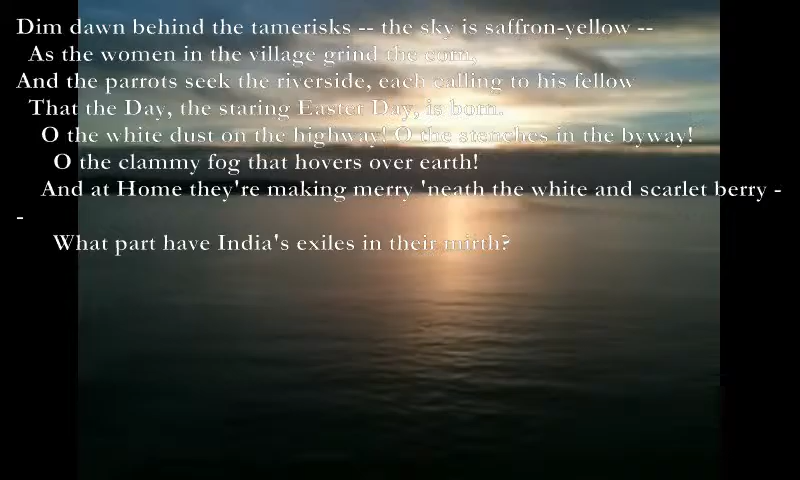 Dim dawn behind the tamerisks -- the sky is saffron-yellow --
As the women in the village grind the corn,
And the parrots seek the riverside, each calling to his fellow
That the Day, the staring Easter Day, is born.
O the white dust on the highway! O the stenches in the byway!
O the clammy fog that hovers over earth!
And at Home they're making merry 'neath the white and scarlet berry -
-
What part have India's exiles in their mirth?